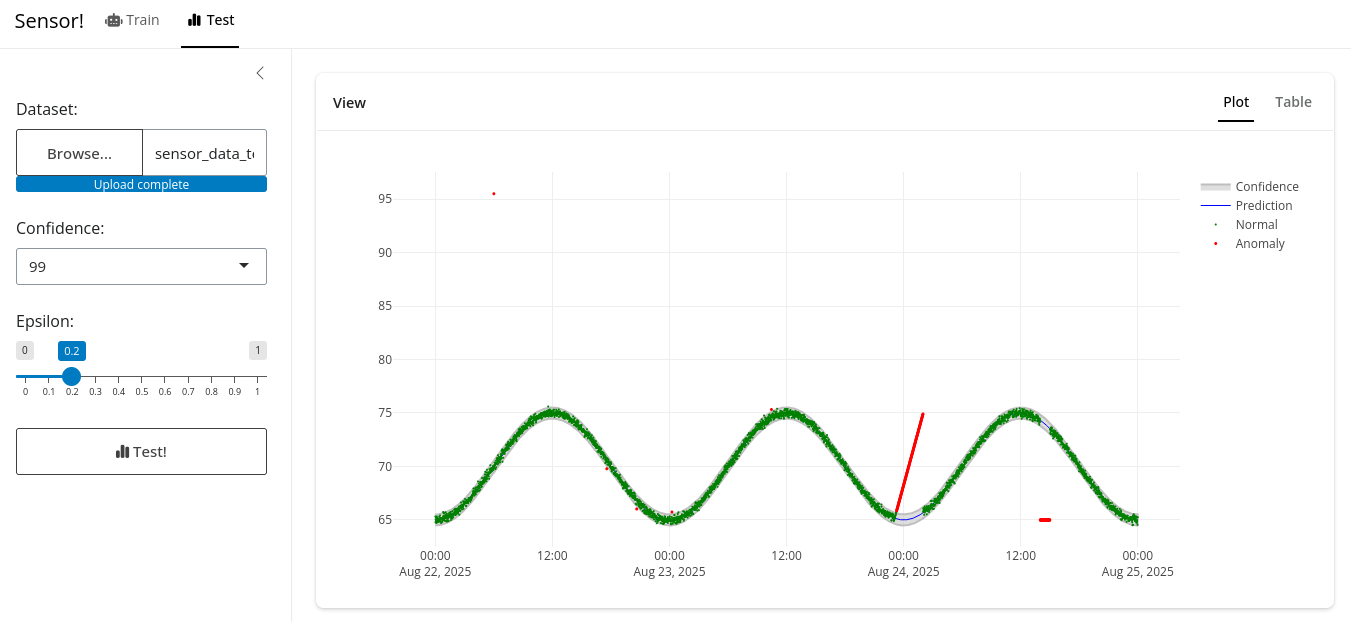 Sensor! Train Test
Dataset:
Browse... sensor_data_te
Upload complete
Confidence:
99
Epsilon:
0 0.2 1
0 0.1 0.2 0.3 0.4 0.5 0.6 0.7 0.8 0.9 1
Test!
View Plot Table
95
90
85
80
75
70
65
00:00 12:00 00:00 12:00 00:00 12:00 00:00
Aug 22, 2025 Aug 23, 2025 Aug 24, 2025 Aug 25, 2025
Confidence
Prediction
Normal
Anomaly